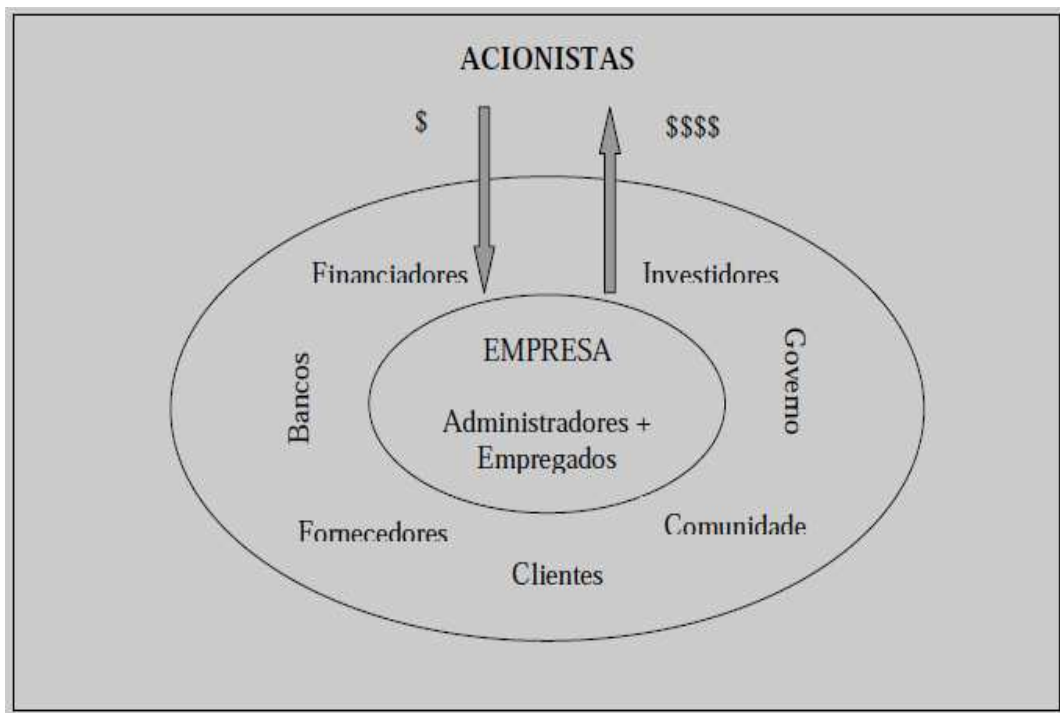 ACIONISTAS
$
$$$$
Financiadores
Investidores
EMPRESA
Bancos
Governo
Administradores +
Empregados
Fornecedores
Comunidade
Clientes